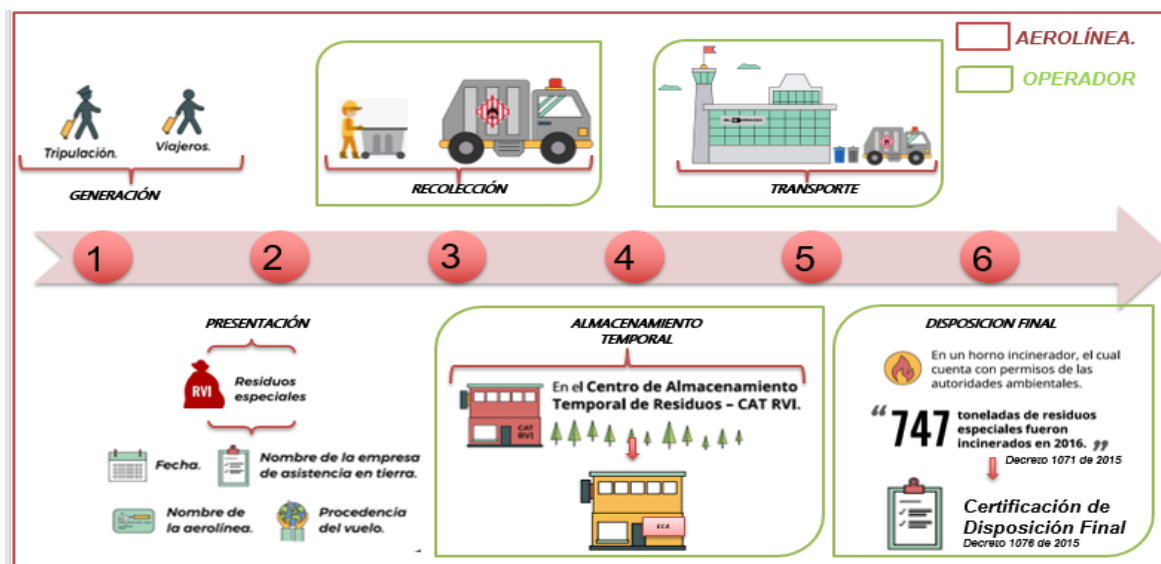 AEROLÍNEA.
OPERADOR
Tripulación.
Viajeros.
GENERACIÓN
RECOLECCIÓN
TRANSPORTE
1
2
3
4
5
6
PRESENTACIÓN
RVI
Residuos
especiales
Fecha.
Nombre de la empresa
de asistencia en tierra.
Nombre de
la aerolínea.
Procedencia
del vuelo.
ALMACENAMIENTO
TEMPORAL
En el Centro de Almacenamiento
Temporal de Residuos – CAT RVI.
CAT
RVI
ECA
DISPOSICION FINAL
En un horno incinerador, el cual
cuenta con permisos de las
autoridades ambientales.
“ 747 toneladas de residuos
especiales fueron
incinerados en 2016. ”
Decreto 1071 de 2015
Certificación de
Disposición Final
Decreto 1076 de 2015